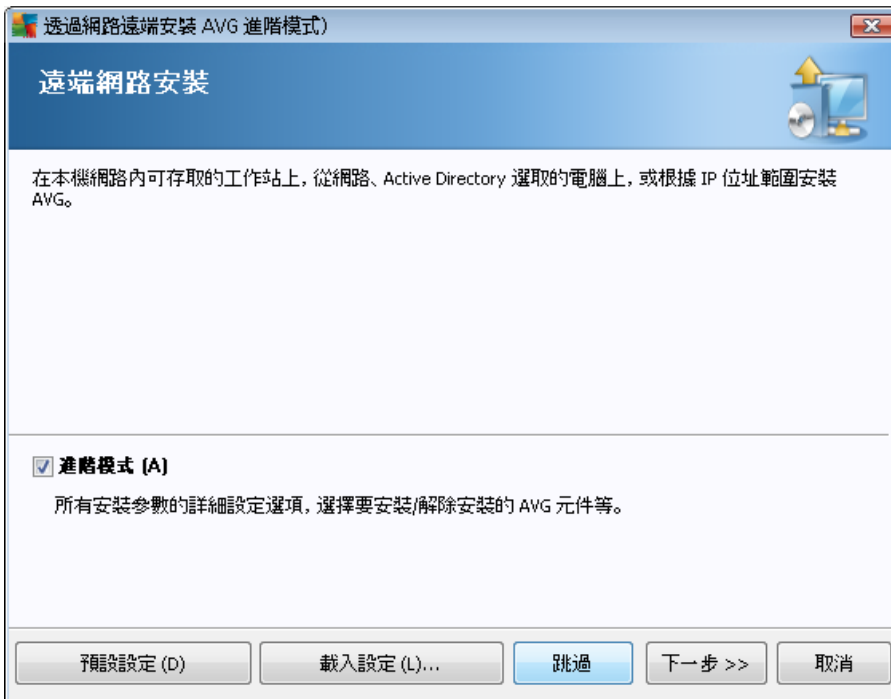 透過網路遠端安裝 AVG 進階模式)
遠端網路安裝
在本機網路內可存取的工作站上，從網路、Active Directory 選取的電腦上，或根據 IP 位址範圍安裝
AVG。
進階模式 (A)
所有安裝參數的詳細設定選項，選擇要安裝/解除安裝的 AVG 元件等。
預設設定 (D)
載入設定 (L)...
跳過
下一步 >>
取消